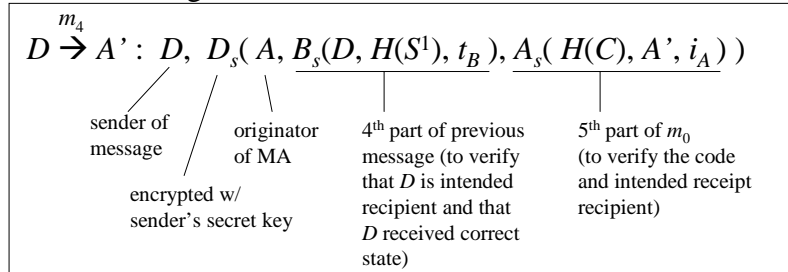 m₄
D → A’ : D, Dₛ( A, Bₛ(D, H(S¹), t_B), Aₛ( H(C), A’, i_A) )
sender of
message
originator
of MA
encrypted w/
sender’s secret key
4th part of previous
message (to verify
that D is intended
recipient and that
D received correct
state)
5th part of m₀
(to verify the code
and intended receipt
recipient)